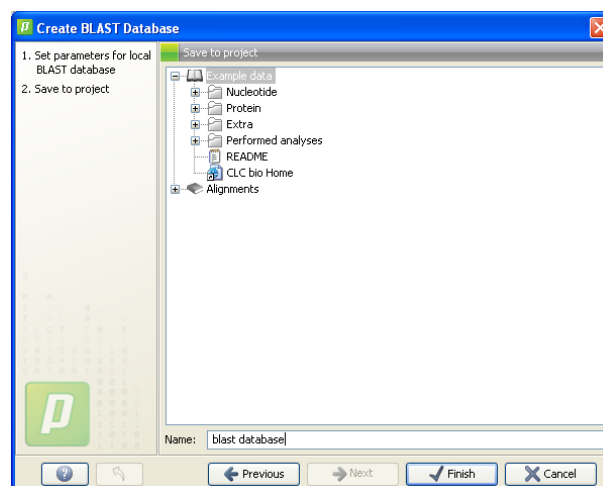 Create BLAST Database
1. Set parameters for local
BLAST database
2. Save to project
Save to project
Example data
Nucleotide
Protein
Extra
Performed analyses
README
CLC bio Home
Alignments
Name: blast database
Previous Next Finish Cancel